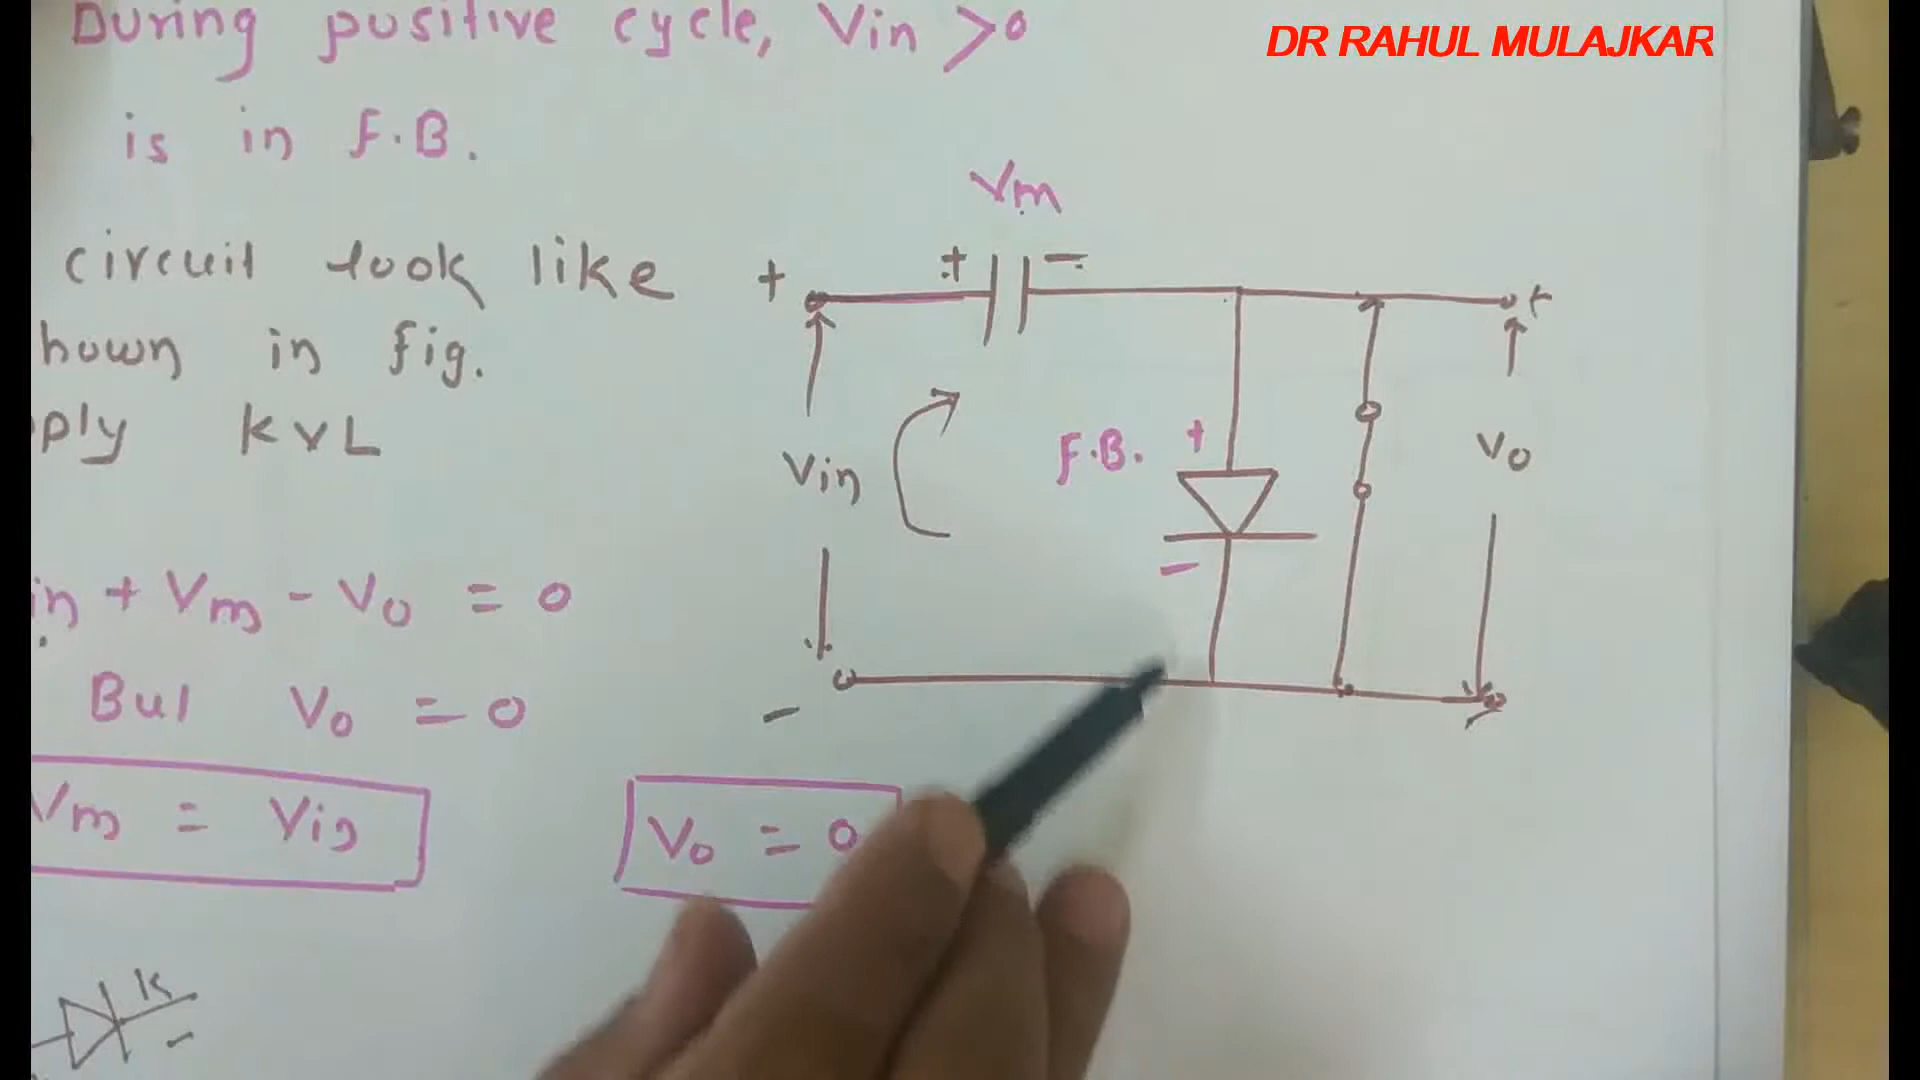 DR RAHUL MULAJKAR
During positive cycle, Vin >0
is in F.B.
circuit look like
hown in fig.
ply KVL
in + Vm - Vo = 0
But Vo = 0
Vm = Vin
Vo = 0
K
-
Vm
+ + - +
Vin
F.B. +
-
Vo
-